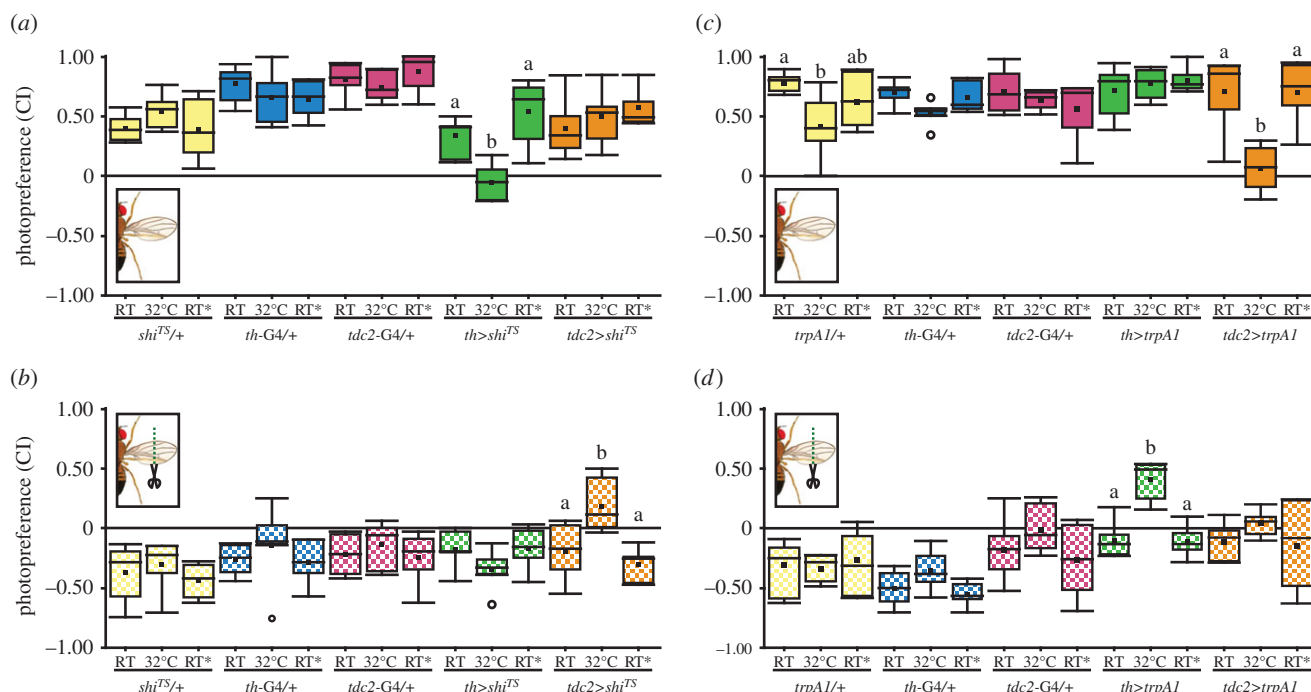 (a)
photopreference (CI)
1.00
0.50
0
–0.50
–1.00
a
b
a
RT 32°C RT* RT 32°C RT* RT 32°C RT* RT 32°C RT* RT 32°C RT*
shiTS/+ th-G4/+ tdc2-G4/+ th>shiTS tdc2>shiTS
(c)
1.00
0.50
0
–0.50
–1.00
a
b
ab
a
b
a
RT 32°C RT* RT 32°C RT* RT 32°C RT* RT 32°C RT* RT 32°C RT*
trpA1/+ th-G4/+ tdc2-G4/+ th>trpA1 tdc2>trpA1
(b)
photopreference (CI)
1.00
0.50
0
–0.50
–1.00
a
b
a
RT 32°C RT* RT 32°C RT* RT 32°C RT* RT 32°C RT* RT 32°C RT*
shiTS/+ th-G4/+ tdc2-G4/+ th>shiTS tdc2>shiTS
(d)
1.00
0.50
0
–0.50
–1.00
a
b
a
RT 32°C RT* RT 32°C RT* RT 32°C RT* RT 32°C RT* RT 32°C RT*
trpA1/+ th-G4/+ tdc2-G4/+ th>trpA1 tdc2>trpA1